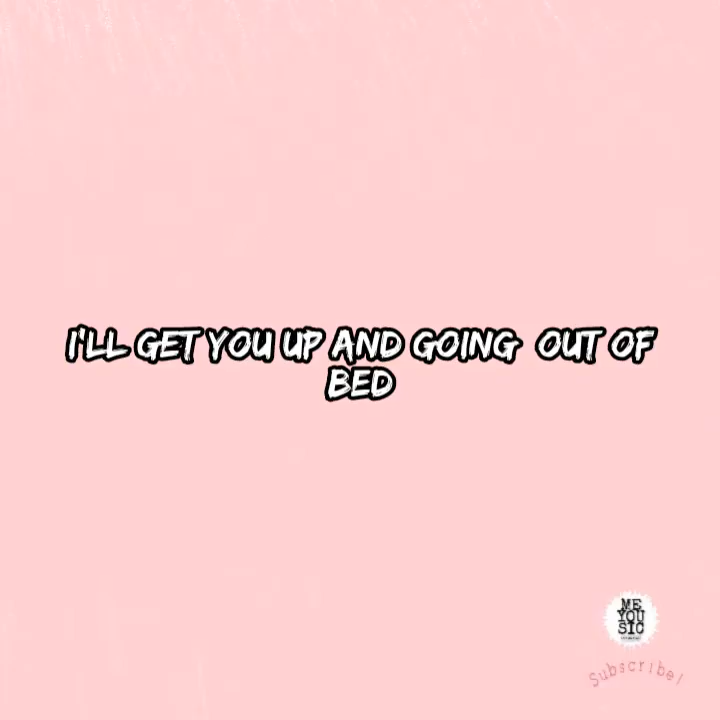 I'LL GET YOU UP AND GOING OUT OF
BED
ME
YOU
SIC
Subscribe!